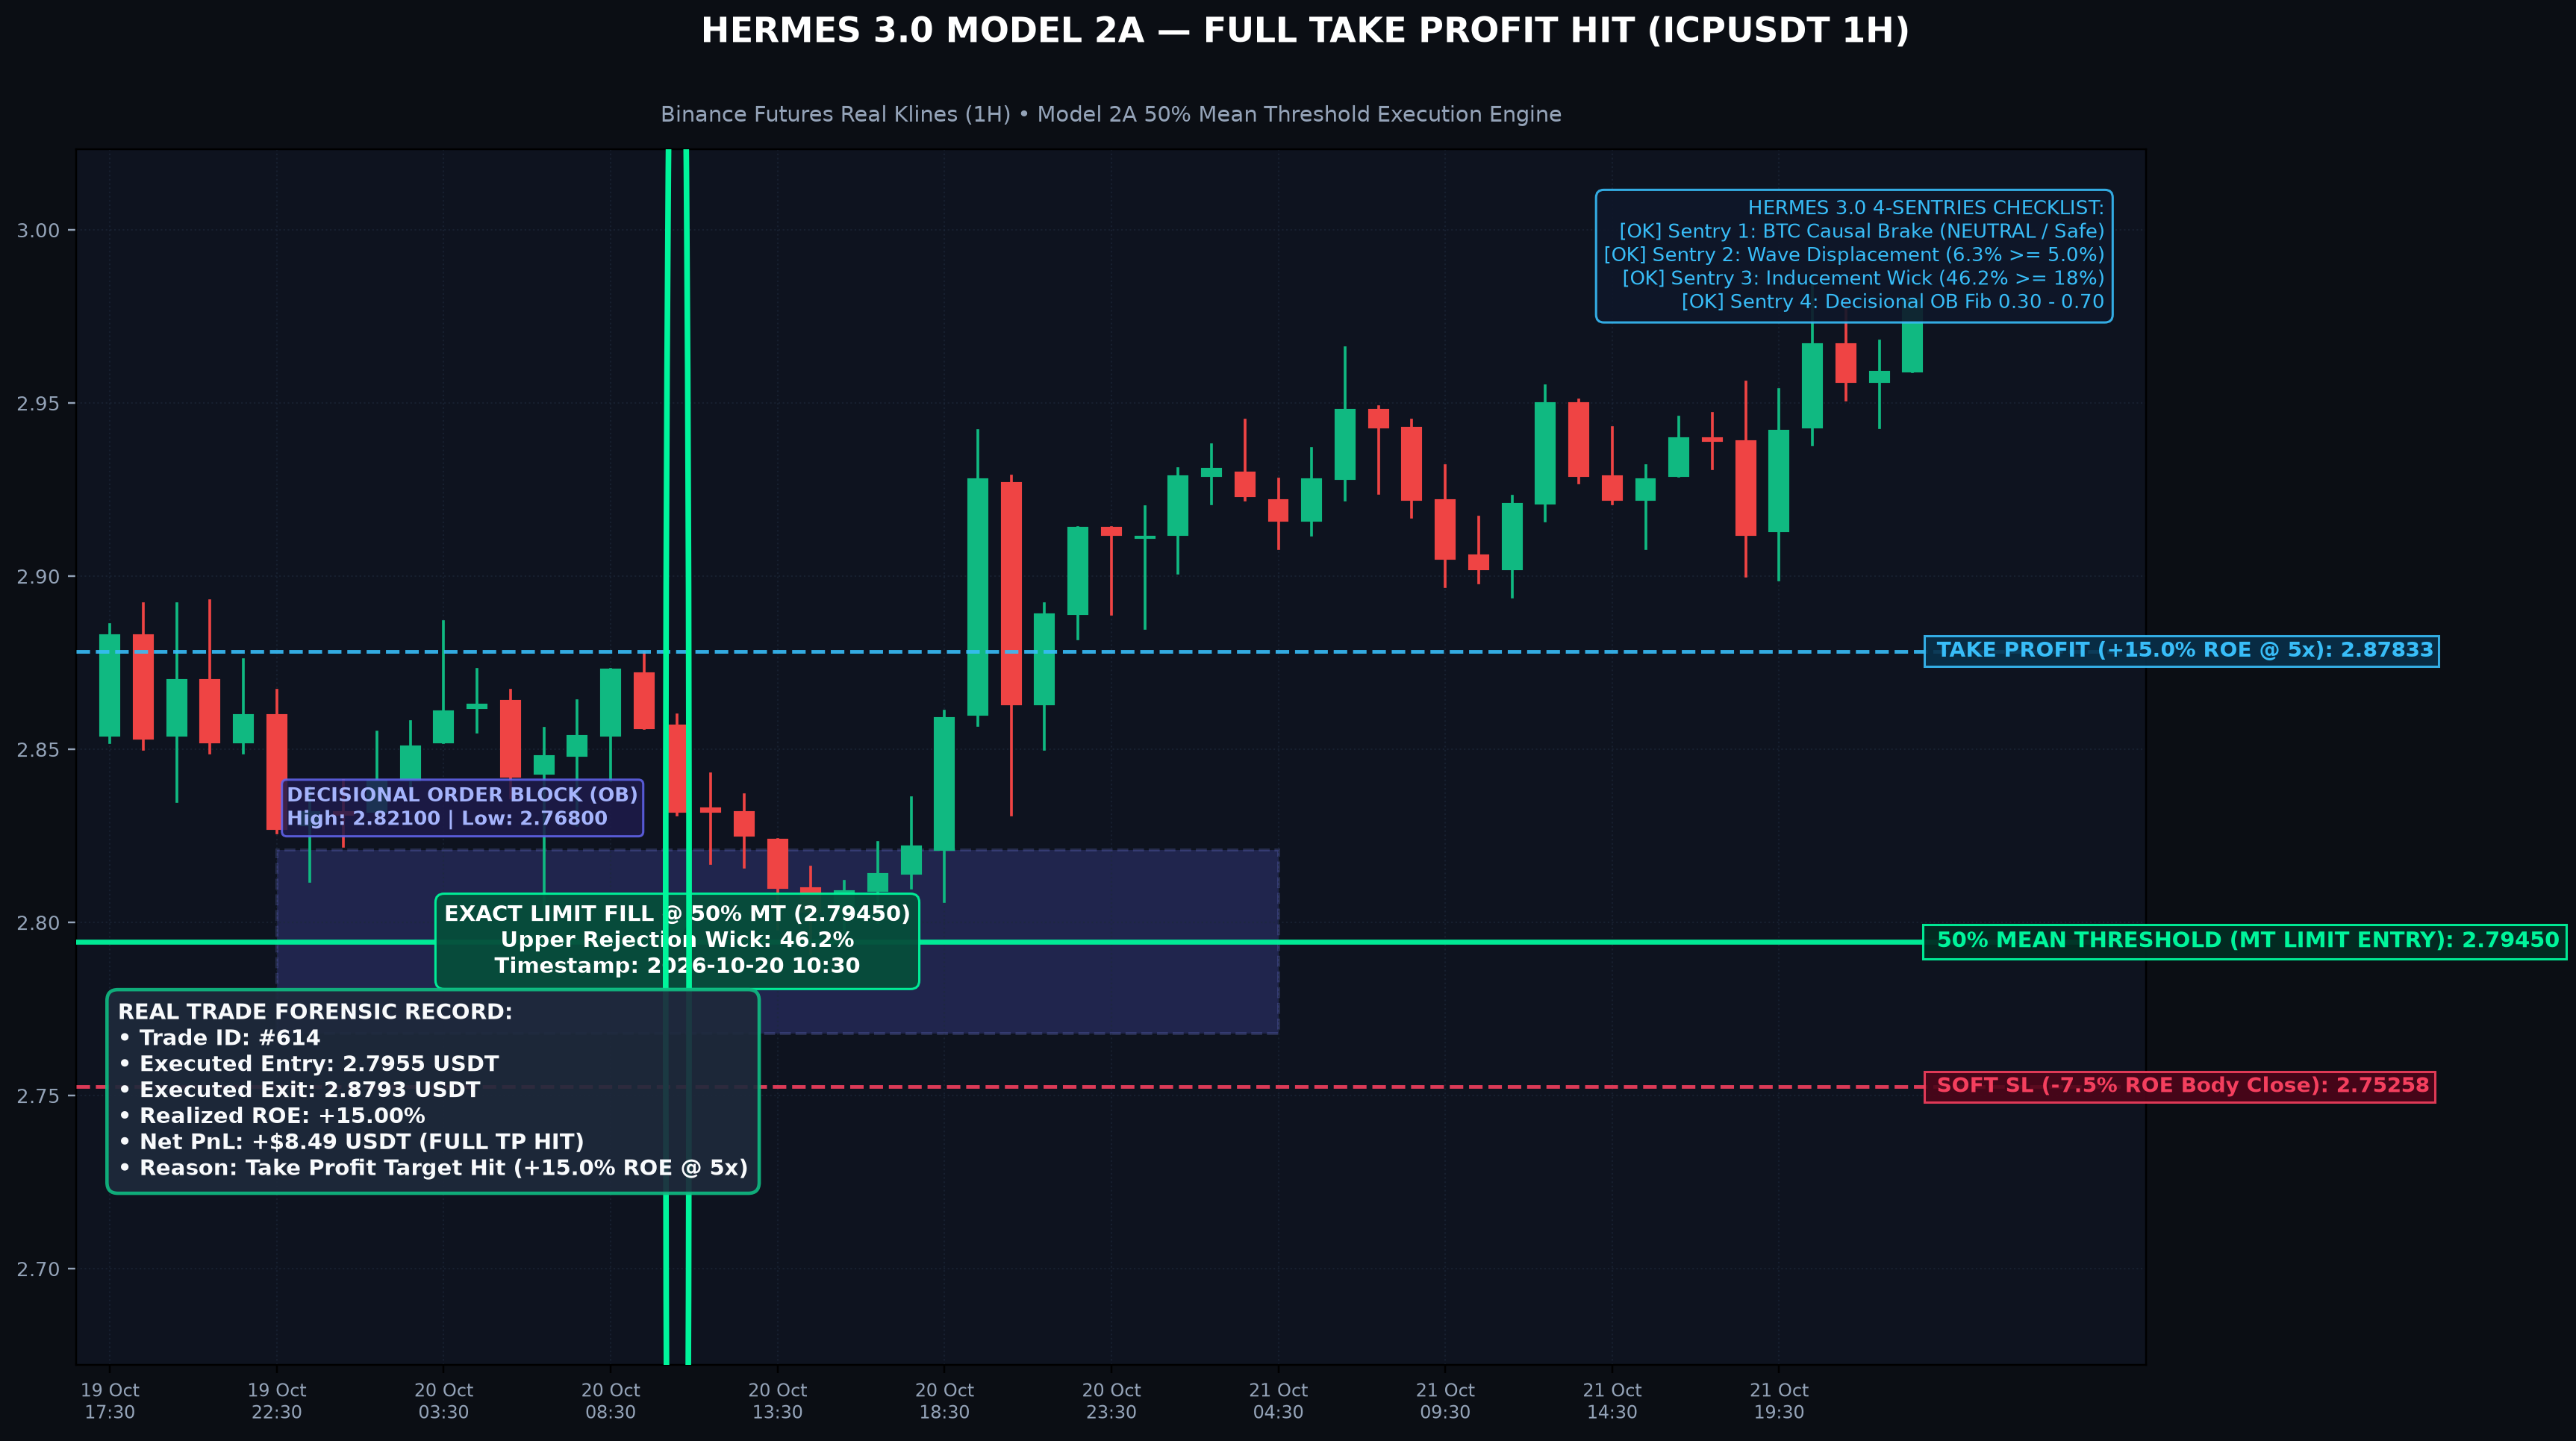 HERMES 3.0 MODEL 2A — FULL TAKE PROFIT HIT (ICPUSDT 1H)
Binance Futures Real Klines (1H) • Model 2A 50% Mean Threshold Execution Engine
HERMES 3.0 4-SENTRIES CHECKLIST:
[OK] Sentry 1: BTC Causal Brake (NEUTRAL / Safe)
[OK] Sentry 2: Wave Displacement (6.3% >= 5.0%)
[OK] Sentry 3: Inducement Wick (46.2% >= 18%)
[OK] Sentry 4: Decisional OB Fib 0.30 - 0.70
3.00
2.95
2.90
2.85
2.80
2.75
2.70
TAKE PROFIT (+15.0% ROE @ 5x): 2.87833
DECISIONAL ORDER BLOCK (OB)
High: 2.82100 | Low: 2.76800
EXACT LIMIT FILL @ 50% MT (2.79450)
Upper Rejection Wick: 46.2%
Timestamp: 2026-10-20 10:30
50% MEAN THRESHOLD (MT LIMIT ENTRY): 2.79450
REAL TRADE FORENSIC RECORD:
• Trade ID: #614
• Executed Entry: 2.7955 USDT
• Executed Exit: 2.8793 USDT
• Realized ROE: +15.00%
• Net PnL: +$8.49 USDT (FULL TP HIT)
• Reason: Take Profit Target Hit (+15.0% ROE @ 5x)
SOFT SL (-7.5% ROE Body Close): 2.75258
19 Oct 19 Oct 20 Oct 20 Oct 20 Oct 20 Oct 20 Oct 21 Oct 21 Oct 21 Oct 21 Oct
17:30 22:30 03:30 08:30 13:30 18:30 23:30 04:30 09:30 14:30 19:30